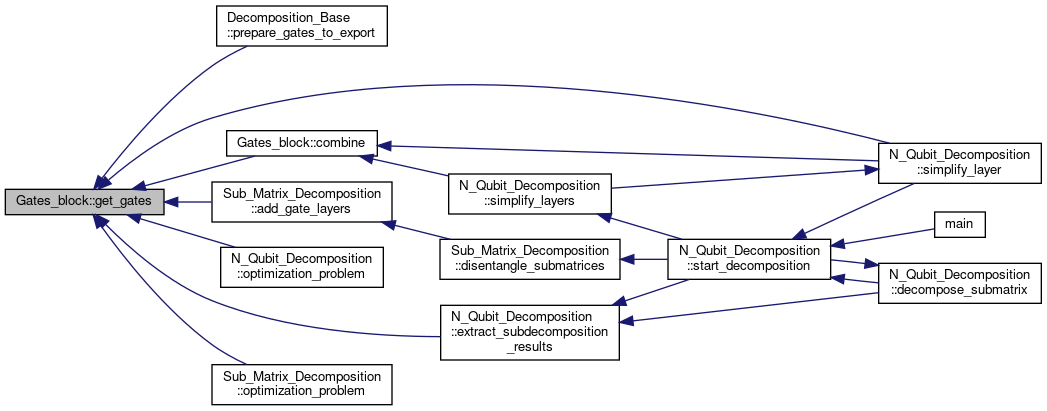 Decomposition_Base
::prepare_gates_to_export
Gates_block::combine
N_Qubit_Decomposition
::simplify_layer
Gates_block::get_gates
Sub_Matrix_Decomposition
::add_gate_layers
N_Qubit_Decomposition
::simplify_layers
main
N_Qubit_Decomposition
::optimization_problem
Sub_Matrix_Decomposition
::disentangle_submatrices
N_Qubit_Decomposition
::start_decomposition
N_Qubit_Decomposition
::decompose_submatrix
N_Qubit_Decomposition
::extract_subdecomposition
_results
Sub_Matrix_Decomposition
::optimization_problem